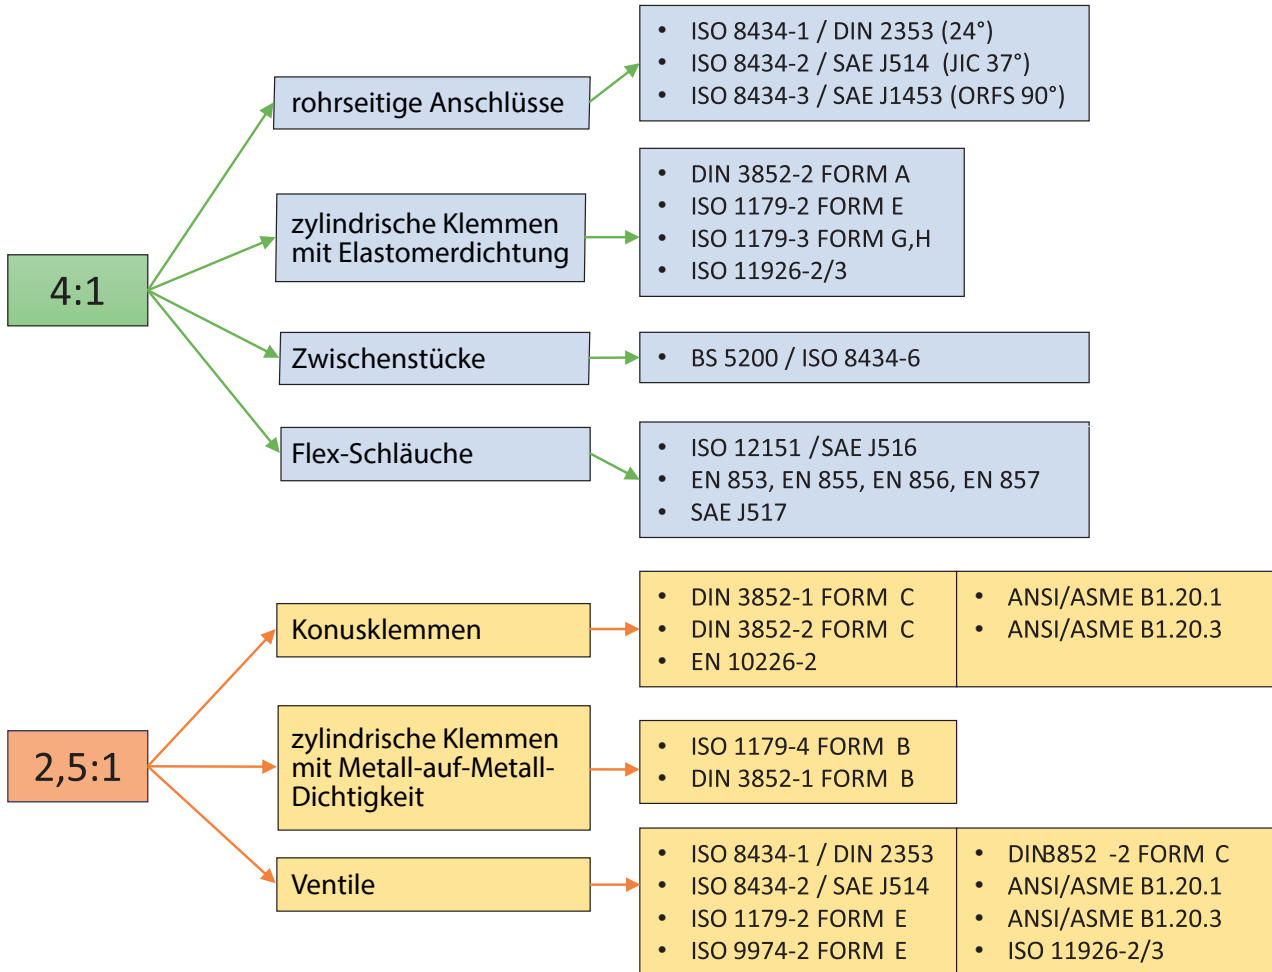 4:1
rohrseitige Anschlüsse
• ISO 8434-1 / DIN 2353 (24°)
• ISO 8434-2 / SAE J514 (JIC 37°)
• ISO 8434-3 / SAE J1453 (ORFS 90°)
zylindrische Klemmen
mit Elastomerdichtung
• DIN 3852-2 FORM A
• ISO 1179-2 FORM E
• ISO 1179-3 FORM G,H
• ISO 11926-2/3
Zwischenstücke
• BS 5200 / ISO 8434-6
Flex-Schläuche
• ISO 12151 /SAE J516
• EN 853, EN 855, EN 856, EN 857
• SAE J517
2,5:1
Konusklemmen
• DIN 3852-1 FORM C
• DIN 3852-2 FORM C
• EN 10226-2
• ANSI/ASME B1.20.1
• ANSI/ASME B1.20.3
zylindrische Klemmen
mit Metall-auf-Metall-
Dichtigkeit
• ISO 1179-4 FORM B
• DIN 3852-1 FORM B
Ventile
• ISO 8434-1 / DIN 2353
• ISO 8434-2 / SAE J514
• ISO 1179-2 FORM E
• ISO 9974-2 FORM E
• DIN3852 -2 FORM C
• ANSI/ASME B1.20.1
• ANSI/ASME B1.20.3
• ISO 11926-2/3